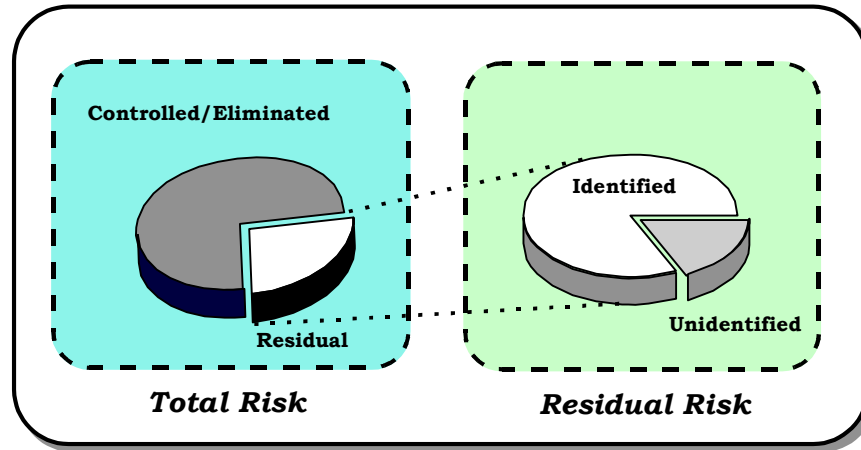 Controlled/Eliminated
Residual
Total Risk
Identified
Unidentified
Residual Risk